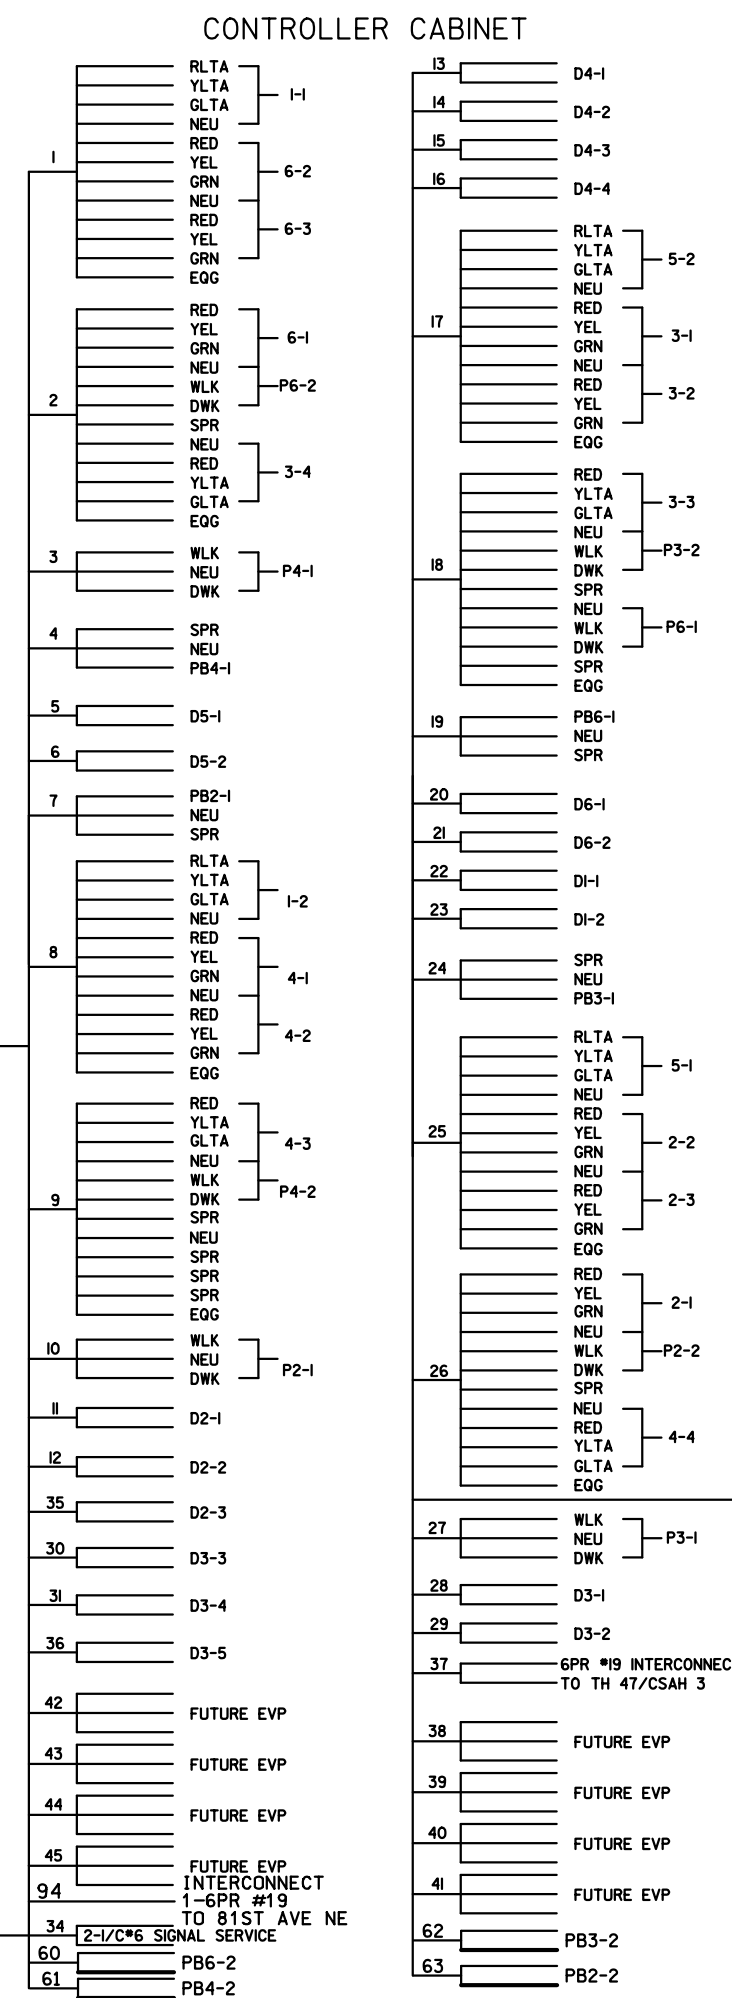 CONTROLLER CABINET
1
RLTA
YLTA
GLTA
NEU
1-1
RED
YEL
GRN
NEU
6-2
RED
YEL
GRN
6-3
EQG
2
RED
YEL
GRN
NEU
6-1
WLK
DWK
P6-2
SPR
NEU
RED
YLTA
GLTA
3-4
EQG
3
WLK
NEU
DWK
P4-1
4
SPR
NEU
PB4-1
5
D5-1
6
D5-2
7
PB2-1
NEU
SPR
8
RLTA
YLTA
GLTA
NEU
1-2
RED
YEL
GRN
NEU
4-1
RED
YEL
GRN
4-2
EQG
9
RED
YLTA
GLTA
NEU
4-3
WLK
DWK
P4-2
SPR
NEU
SPR
SPR
SPR
EQG
10
WLK
NEU
DWK
P2-1
11
D2-1
12
D2-2
35
D2-3
30
D3-3
31
D3-4
36
D3-5
42
FUTURE EVP
43
FUTURE EVP
44
FUTURE EVP
45
FUTURE EVP
94
INTERCONNECT
1-6PR #19
TO 81ST AVE NE
34
2-1/C#6 SIGNAL SERVICE
60
PB6-2
61
PB4-2
13
D4-1
14
D4-2
15
D4-3
16
D4-4
17
RLTA
YLTA
GLTA
NEU
5-2
RED
YEL
GRN
NEU
3-1
RED
YEL
GRN
3-2
EQG
18
RED
YLTA
GLTA
NEU
3-3
WLK
DWK
P3-2
SPR
NEU
WLK
DWK
P6-1
SPR
EQG
19
PB6-1
NEU
SPR
20
D6-1
21
D6-2
22
D1-1
23
D1-2
24
SPR
NEU
PB3-1
25
RLTA
YLTA
GLTA
NEU
5-1
RED
YEL
GRN
NEU
2-2
RED
YEL
GRN
2-3
EQG
26
RED
YEL
GRN
NEU
2-1
WLK
DWK
P2-2
SPR
NEU
RED
YLTA
GLTA
4-4
EQG
27
WLK
NEU
DWK
P3-1
28
D3-1
29
D3-2
37
6PR #19 INTERCONNEC
TO TH 47/CSAH 3
38
FUTURE EVP
39
FUTURE EVP
40
FUTURE EVP
41
FUTURE EVP
62
PB3-2
63
PB2-2